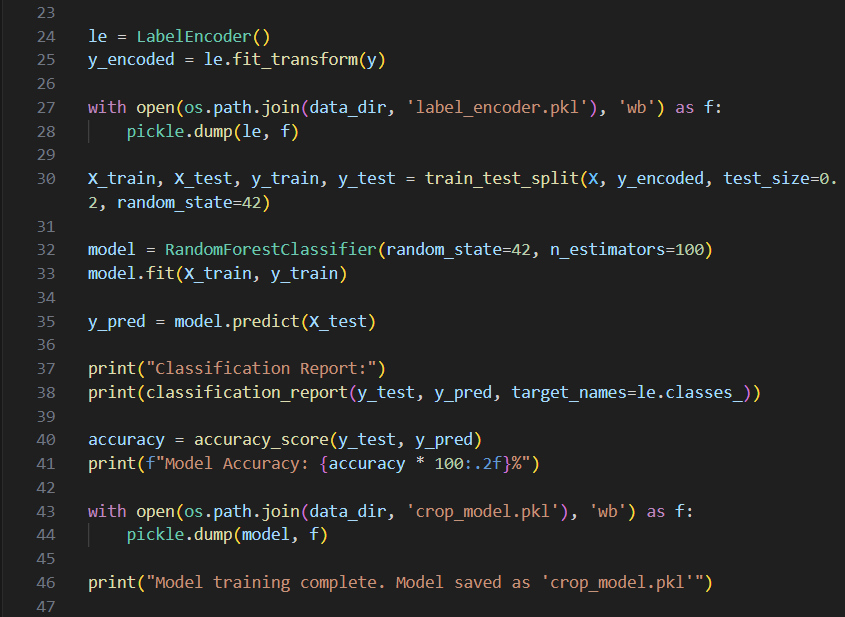 23
24 le = LabelEncoder()
25 y_encoded = le.fit_transform(y)
26
27 with open(os.path.join(data_dir, 'label_encoder.pkl'), 'wb') as f:
28     pickle.dump(le, f)
29
30 X_train, X_test, y_train, y_test = train_test_split(X, y_encoded, test_size=0.
2, random_state=42)
31
32 model = RandomForestClassifier(random_state=42, n_estimators=100)
33 model.fit(X_train, y_train)
34
35 y_pred = model.predict(X_test)
36
37 print("Classification Report:")
38 print(classification_report(y_test, y_pred, target_names=le.classes_))
39
40 accuracy = accuracy_score(y_test, y_pred)
41 print(f"Model Accuracy: {accuracy * 100:.2f}%")
42
43 with open(os.path.join(data_dir, 'crop_model.pkl'), 'wb') as f:
44     pickle.dump(model, f)
45
46 print("Model training complete. Model saved as 'crop_model.pkl'")
47